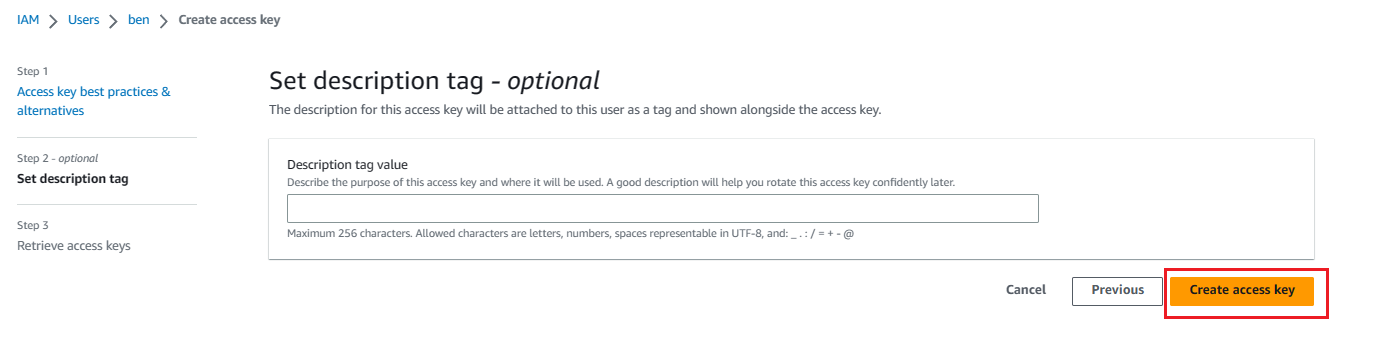 IAM > Users > ben > Create access key
Step 1
Access key best practices &
alternatives
Step 2 - optional
Set description tag
Step 3
Retrieve access keys
Set description tag - optional
The description for this access key will be attached to this user as a tag and shown alongside the access key.
Description tag value
Describe the purpose of this access key and where it will be used. A good description will help you rotate this access key confidently later.
Maximum 256 characters. Allowed characters are letters, numbers, spaces representable in UTF-8, and: _ . : / = + - @
Cancel Previous Create access key